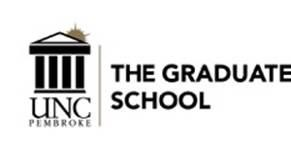 UNC
PEMBROKE
THE GRADUATE
SCHOOL